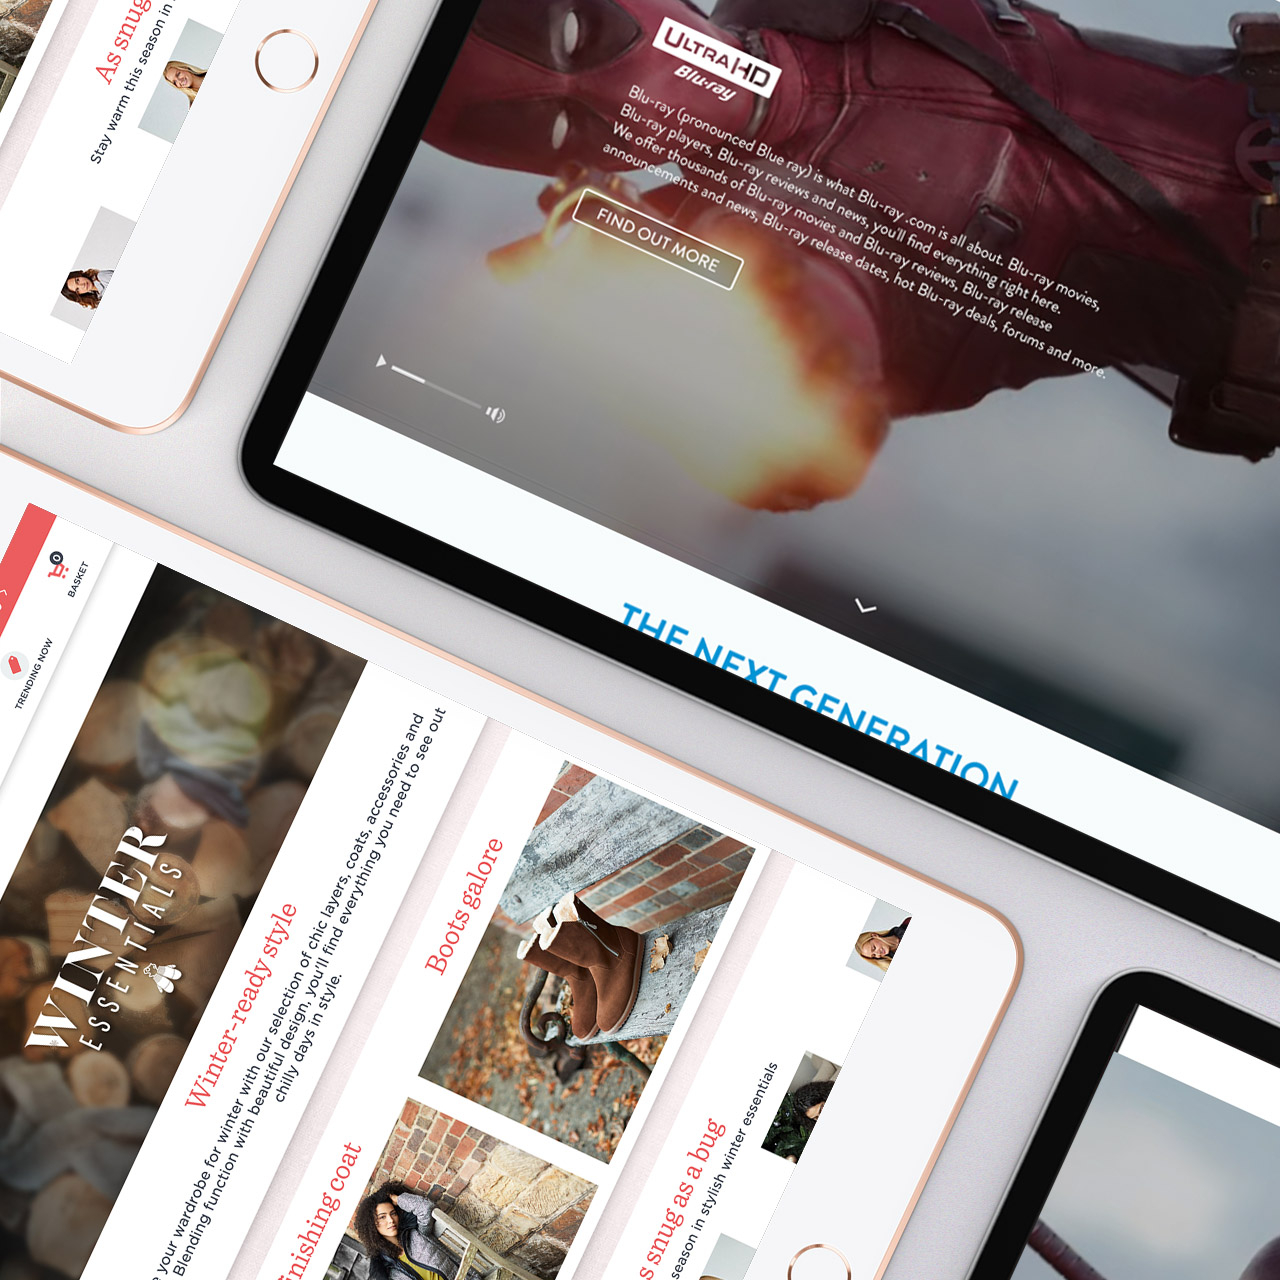 As snug
Stay warm this season in
ULTRA HD
Blu-ray
Blu-ray (pronounced Blue ray) is what Blu-ray .com is all about. Blu-ray movies,
Blu-ray players, Blu-ray reviews and news, you'll find everything right here.
We offer thousands of Blu-ray movies and Blu-ray reviews, Blu-ray release
announcements and news, Blu-ray release dates, hot Blu-ray deals, forums and more.
FIND OUT MORE
THE NEXT GENERATION
0
BASKET
TRENDING NOW
WINTER
ESSENTIALS
Winter-ready style
your wardrobe for winter with our selection of chic layers, coats, accessories and
Blending function with beautiful design, you'll find everything you need to see out
chilly days in style.
Boots galore
nishing coat
s snug as a bug
season in stylish winter essentials